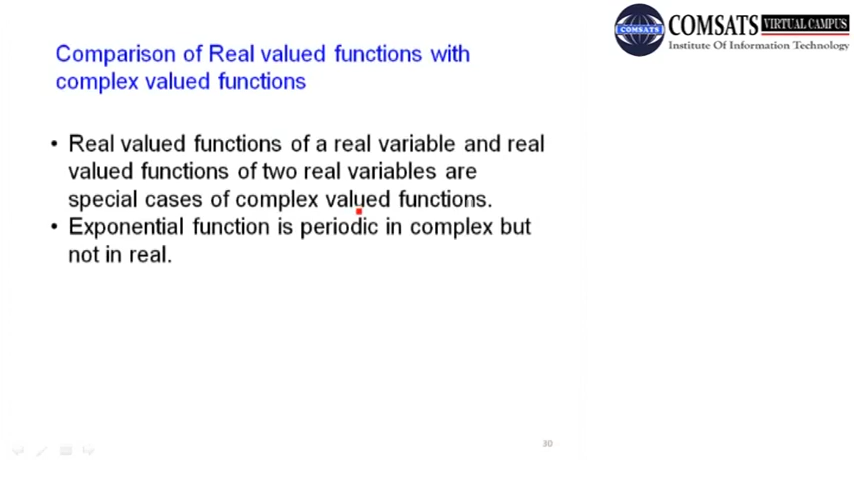 COMSATS VIRTUAL CAMPUS
COMSATS
Institute Of Information Technology
Comparison of Real valued functions with
complex valued functions
• Real valued functions of a real variable and real
valued functions of two real variables are
special cases of complex valued functions.
• Exponential function is periodic in complex but
not in real.
30